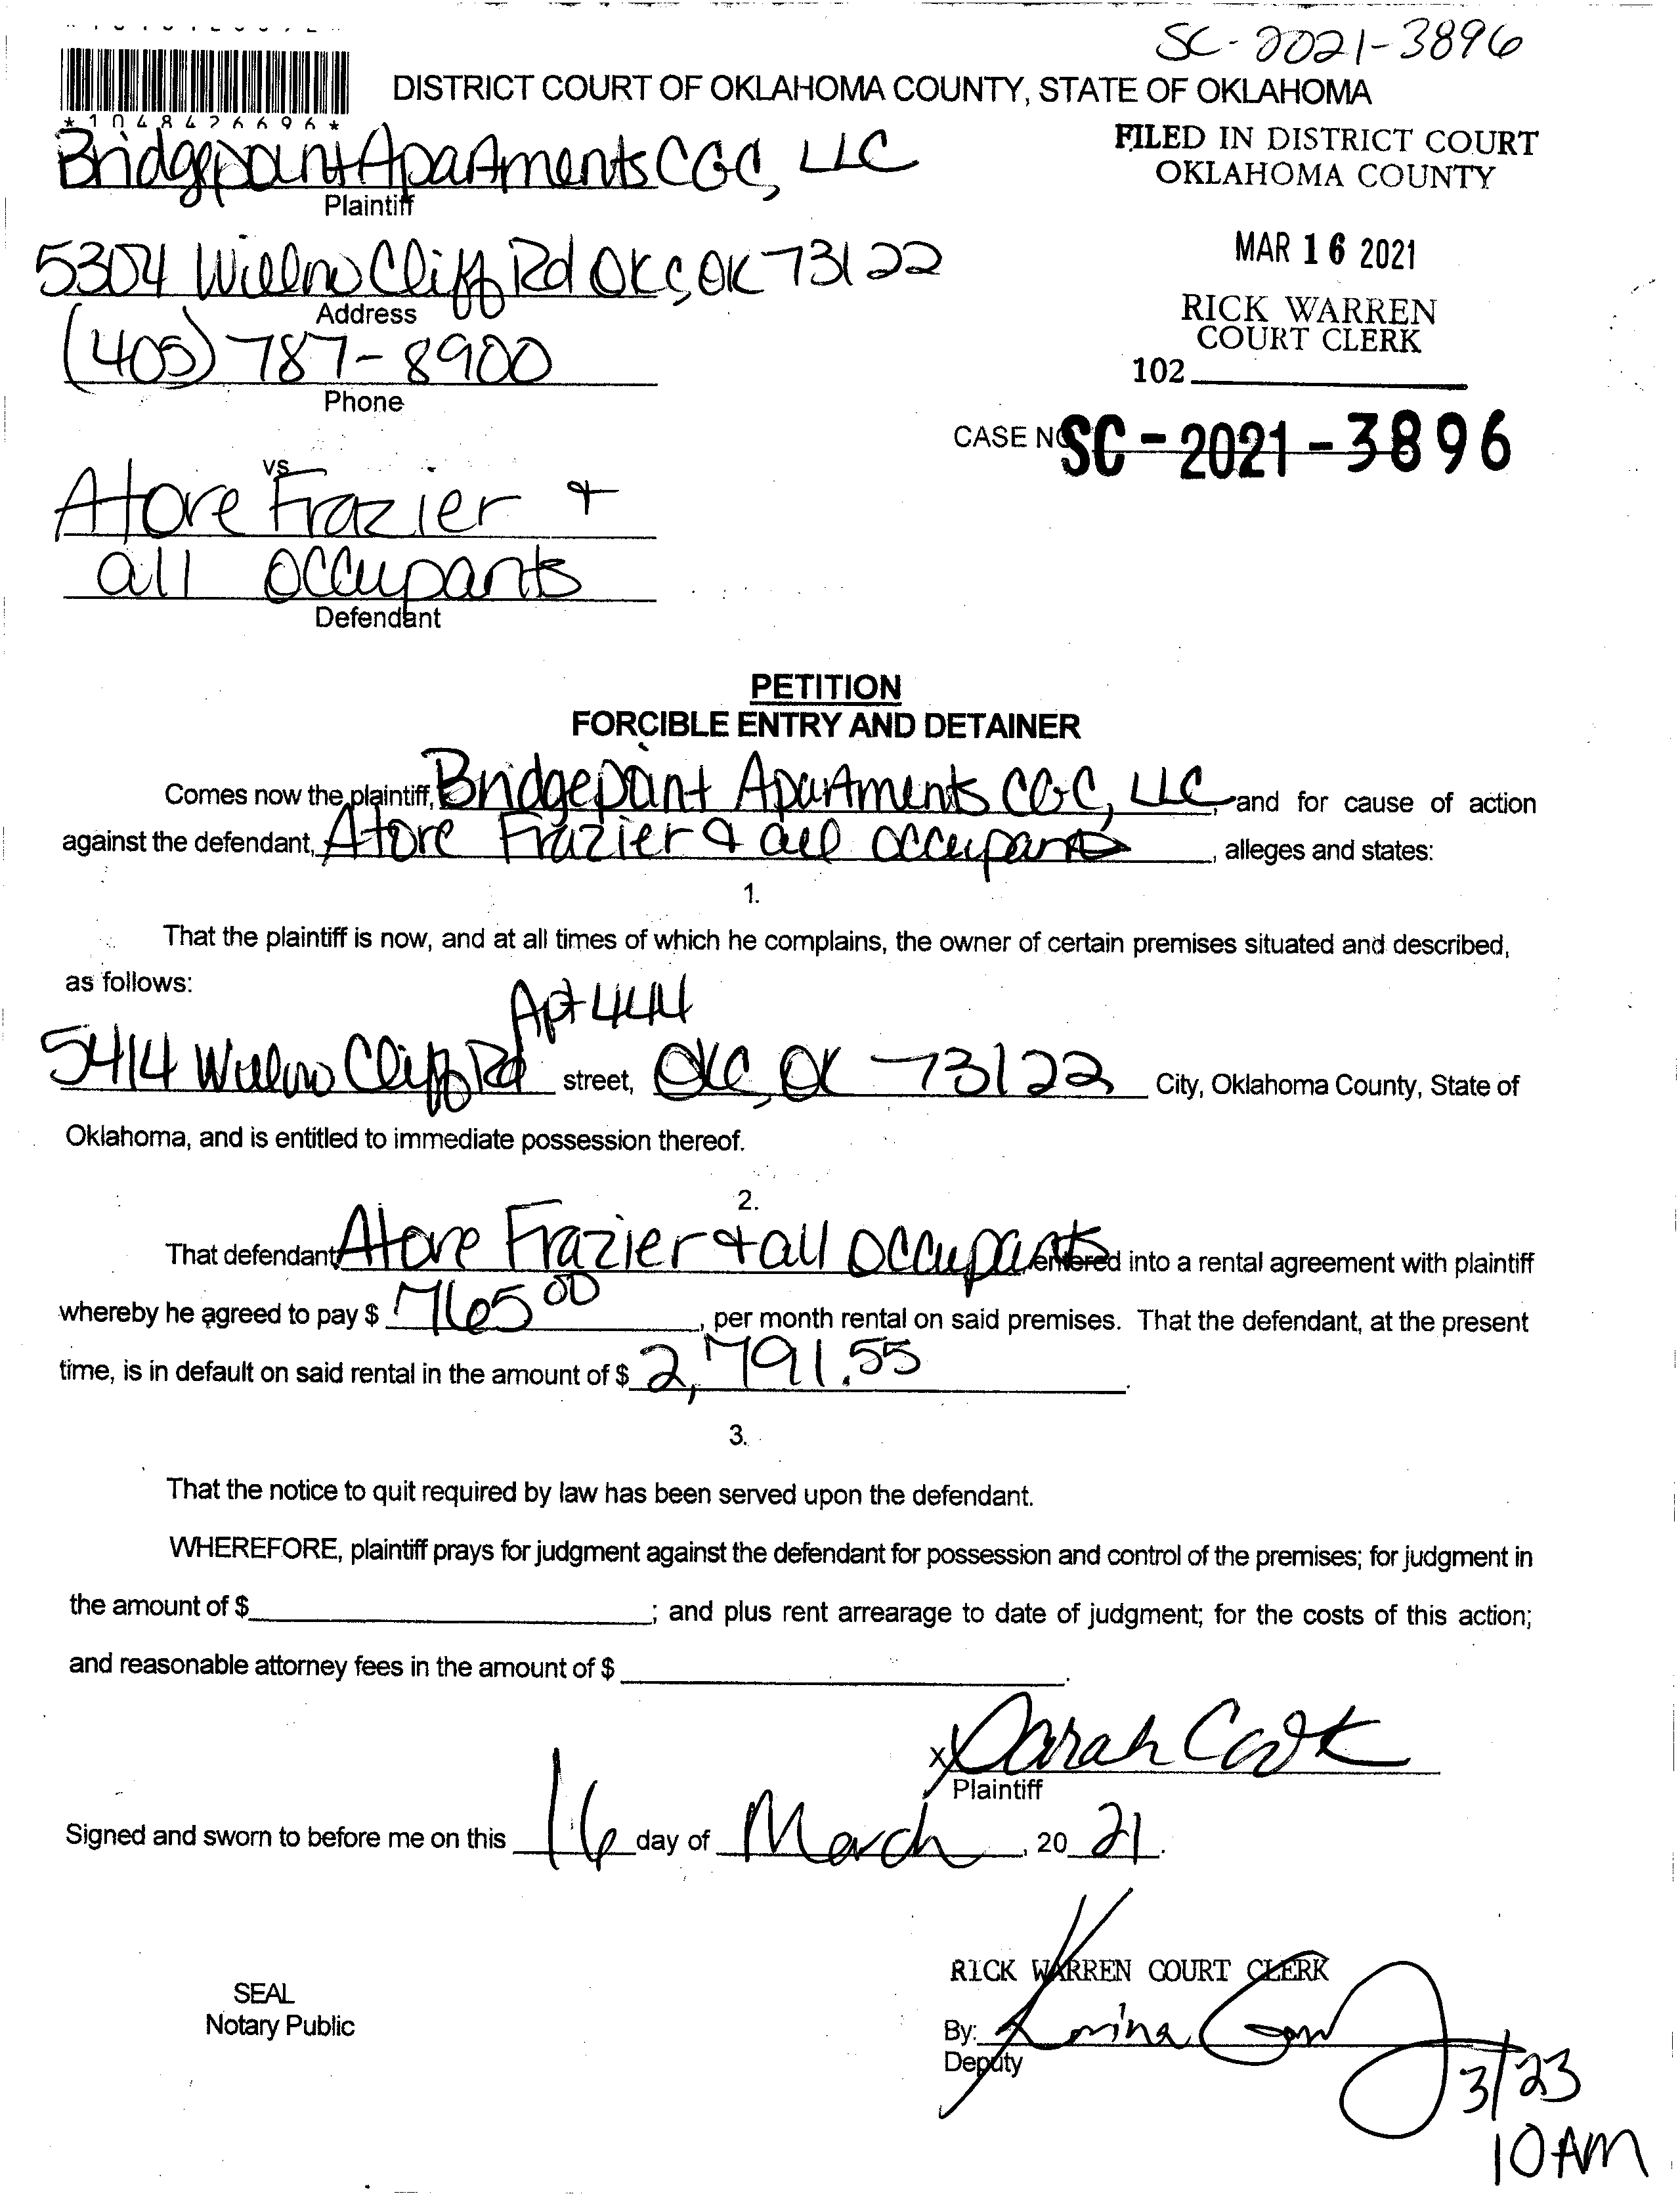 SC-2021-3896
DISTRICT COURT OF OKLAHOMA COUNTY, STATE OF OKLAHOMA
*1048426696*
Bridgepoint Apartments CGC, LLC
Plaintiff
FILED IN DISTRICT COURT
OKLAHOMA COUNTY
MAR 16 2021
RICK WARREN
COURT CLERK
102
5304 Willow Cliff Rd OKC, OK 73122
Address
(405) 787-8900
Phone
CASE NO SC-2021-3896
vs
Atore Frazier &
all occupants
Defendant
PETITION
FORCIBLE ENTRY AND DETAINER
Comes now the plaintiff, Bridgepoint Apartments CGC, LLC, and for cause of action
against the defendant, Atore Frazier & all occupants, alleges and states:
1.
That the plaintiff is now, and at all times of which he complains, the owner of certain premises situated and described,
as follows:
Apt 444
5414 Willow Cliff Rd street, OKC, OK 73122 City, Oklahoma County, State of
Oklahoma, and is entitled to immediate possession thereof.
2.
That defendant Atore Frazier & all occupants entered into a rental agreement with plaintiff
whereby he agreed to pay $ 765 00, per month rental on said premises. That the defendant, at the present
time, is in default on said rental in the amount of $ 2,791.55.
3.
That the notice to quit required by law has been served upon the defendant.
WHEREFORE, plaintiff prays for judgment against the defendant for possession and control of the premises; for judgment in
the amount of $; and plus rent arrearage to date of judgment; for the costs of this action;
and reasonable attorney fees in the amount of $.
x Sarah Cook
Plaintiff
Signed and sworn to before me on this 16 day of March, 20 21.
RICK WARREN COURT CLERK
SEAL
Notary Public
By:
Deputy
3/23
10AM